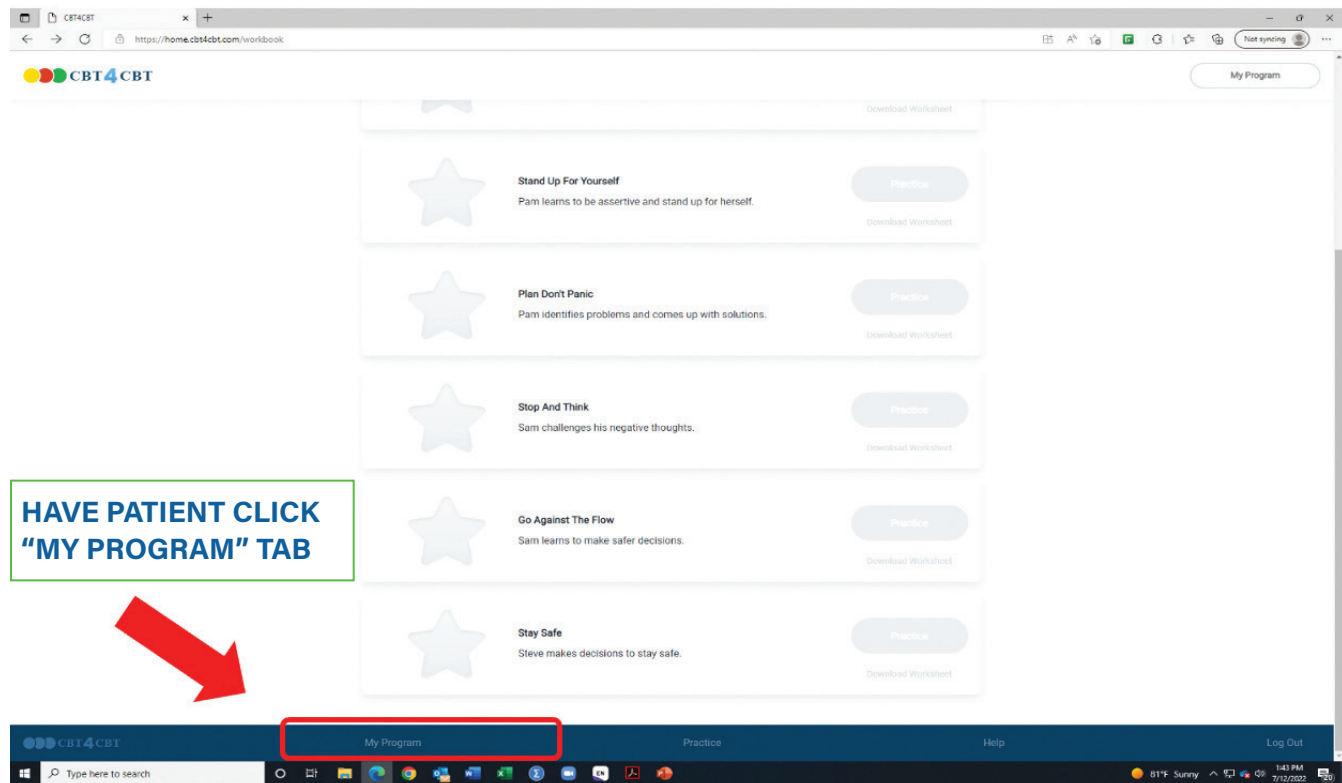 CBT4CBT
https://home.cbt4cbt.com/workbook
Not syncing
CBT4CBT
My Program
Download Worksheet
Stand Up For Yourself
Pam learns to be assertive and stand up for herself.
Practice
Download Worksheet
Plan Don't Panic
Pam identifies problems and comes up with solutions.
Practice
Download Worksheet
Stop And Think
Sam challenges his negative thoughts.
Practice
Download Worksheet
HAVE PATIENT CLICK
“MY PROGRAM” TAB
Go Against The Flow
Sam learns to make safer decisions.
Practice
Download Worksheet
Stay Safe
Steve makes decisions to stay safe.
Practice
Download Worksheet
CBT4CBT
My Program
Practice
Help
Log Out
Type here to search
81°F Sunny
1:43 PM
7/12/2022